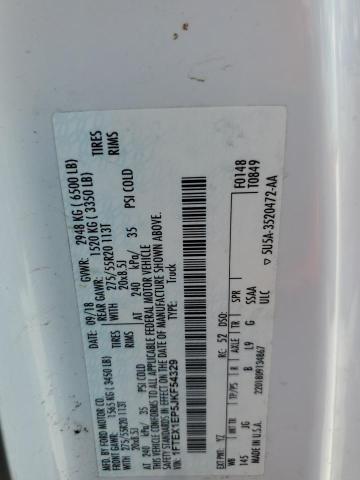 MFD. BY FORD MOTOR CO.
DATE: 09/18 GVWR: 2948 KG ( 6500 LB)
FRONT GAWR: 1565 KG ( 3450 LB) REAR GAWR: 1520 KG ( 3350 LB)
275/55R20 113T TIRES 275/55R20 113T TIRES
20x8.5J RIMS 20x8.5J RIMS
AT 240 kPa/ 35 PSI COLD AT 240 kPa/ 35 PSI COLD
THIS VEHICLE CONFORMS TO ALL APPLICABLE FEDERAL MOTOR VEHICLE
SAFETY STANDARDS IN EFFECT ON THE DATE OF MANUFACTURE SHOWN ABOVE.
VIN: 1FTEX1EP5JKF54329
TYPE: Truck
F0148
T0849
EXT PNT: YZ RC: 52 DSO:
WB INT TR TP/PS R AXLE TR SPR
145 JG B L9 G SSAA
2201809134867 ULC
MADE IN U.S.A. 5U5A-3520472-AA